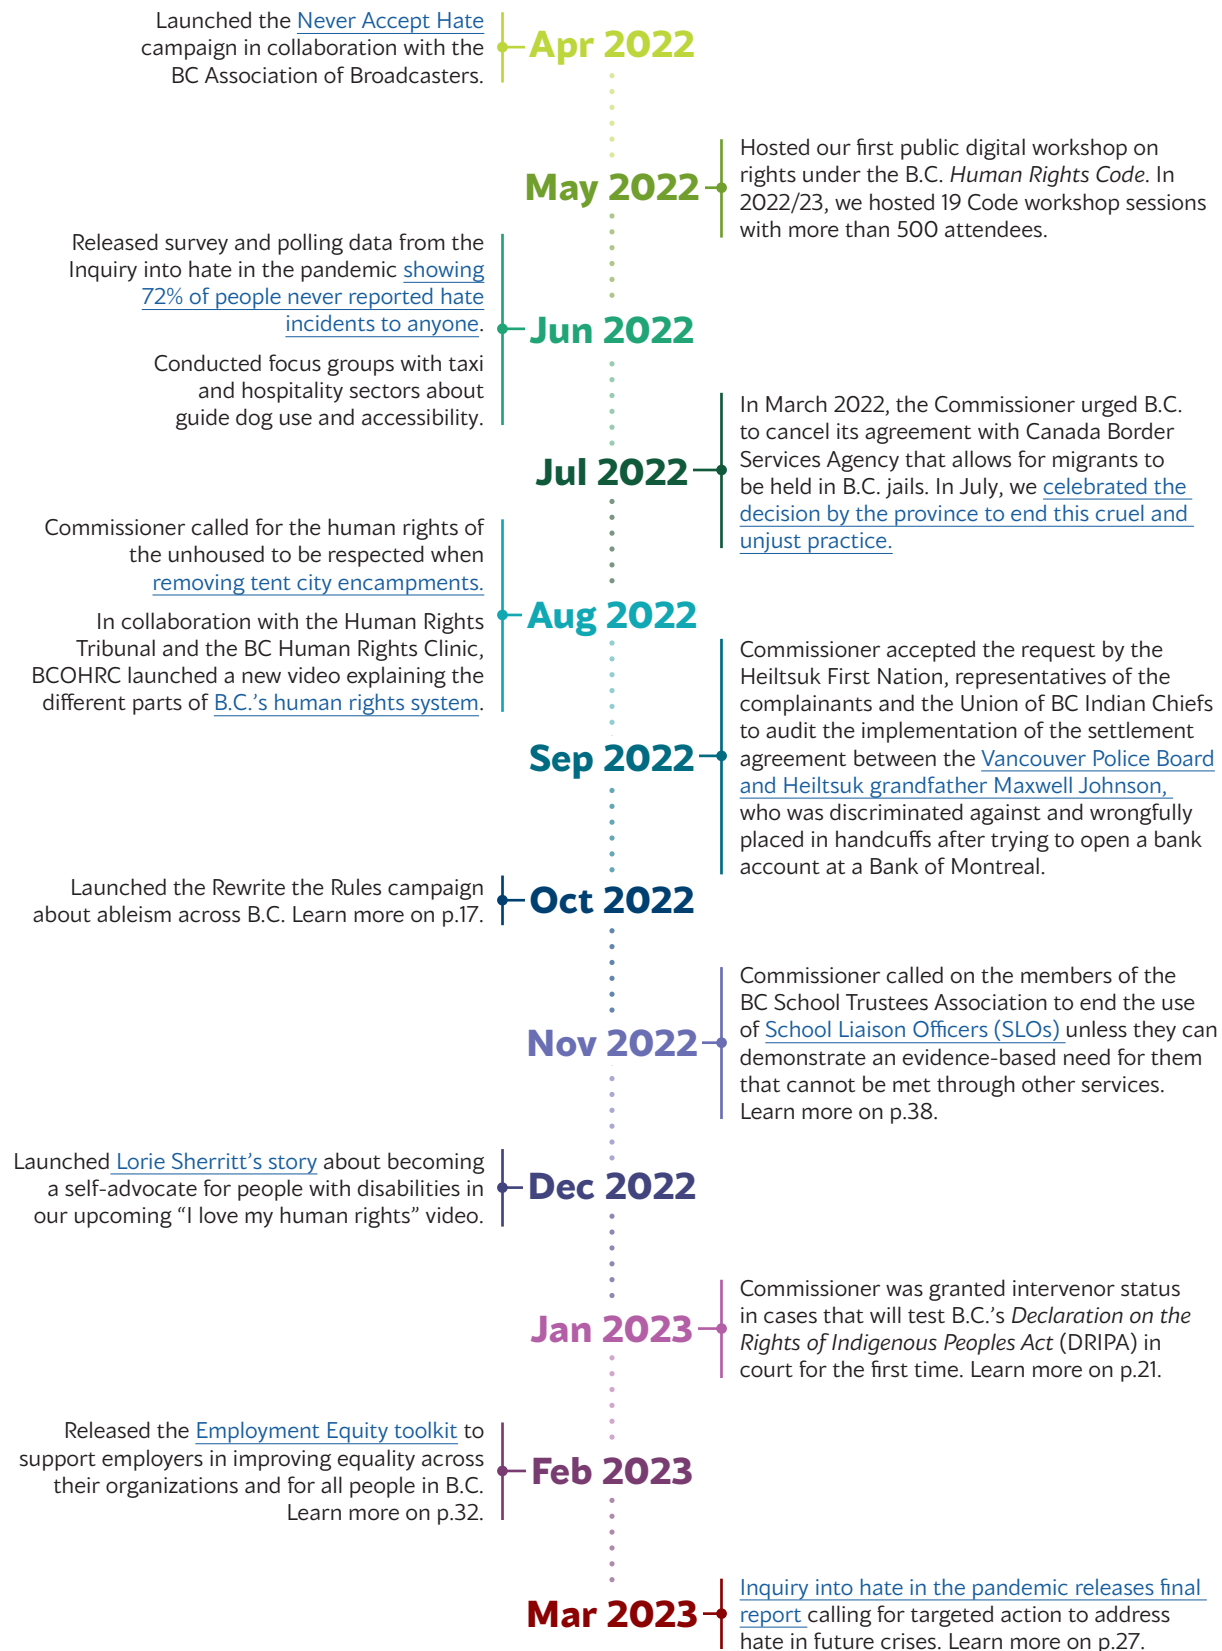 Launched the Never Accept Hate
campaign in collaboration with the
BC Association of Broadcasters.
Apr 2022
May 2022
Hosted our first public digital workshop on
rights under the B.C. Human Rights Code. In
2022/23, we hosted 19 Code workshop sessions
with more than 500 attendees.
Released survey and polling data from the
Inquiry into hate in the pandemic showing
72% of people never reported hate
incidents to anyone.
Conducted focus groups with taxi
and hospitality sectors about
guide dog use and accessibility.
Jun 2022
Jul 2022
In March 2022, the Commissioner urged B.C.
to cancel its agreement with Canada Border
Services Agency that allows for migrants to
be held in B.C. jails. In July, we celebrated the
decision by the province to end this cruel and
unjust practice.
Commissioner called for the human rights of
the unhoused to be respected when
removing tent city encampments.
In collaboration with the Human Rights
Tribunal and the BC Human Rights Clinic,
BCOHRC launched a new video explaining the
different parts of B.C.’s human rights system.
Aug 2022
Sep 2022
Commissioner accepted the request by the
Heiltsuk First Nation, representatives of the
complainants and the Union of BC Indian Chiefs
to audit the implementation of the settlement
agreement between the Vancouver Police Board
and Heiltsuk grandfather Maxwell Johnson,
who was discriminated against and wrongfully
placed in handcuffs after trying to open a bank
account at a Bank of Montreal.
Launched the Rewrite the Rules campaign
about ableism across B.C. Learn more on p.17.
Oct 2022
Nov 2022
Commissioner called on the members of the
BC School Trustees Association to end the use
of School Liaison Officers (SLOs) unless they can
demonstrate an evidence-based need for them
that cannot be met through other services.
Learn more on p.38.
Launched Lorie Sherritt’s story about becoming
a self-advocate for people with disabilities in
our upcoming “I love my human rights” video.
Dec 2022
Jan 2023
Commissioner was granted intervenor status
in cases that will test B.C.’s Declaration on the
Rights of Indigenous Peoples Act (DRIPA) in
court for the first time. Learn more on p.21.
Released the Employment Equity toolkit to
support employers in improving equality across
their organizations and for all people in B.C.
Learn more on p.32.
Feb 2023
Mar 2023
Inquiry into hate in the pandemic releases final
report calling for targeted action to address
hate in future crises. Learn more on p.27.